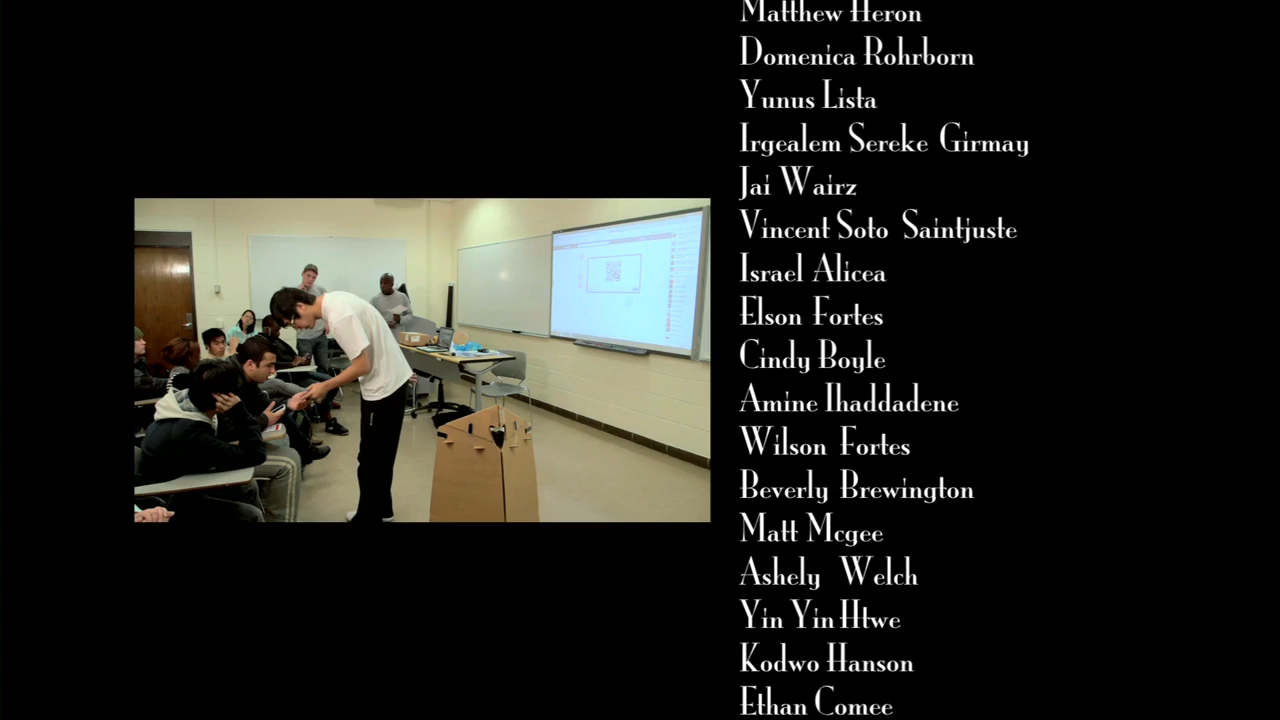 Matthew Heron
Domenica Rohrborn
Yunus Lista
Irgealem Sereke Girmay
Jai Wairz
Vincent Soto Saintjuste
Israel Alicea
Elson Fortes
Cindy Boyle
Amine Ihaddadene
Wilson Fortes
Beverly Brewington
Matt Mcgee
Ashely Welch
Yin Yin Htwe
Kodwo Hanson
Ethan Comee